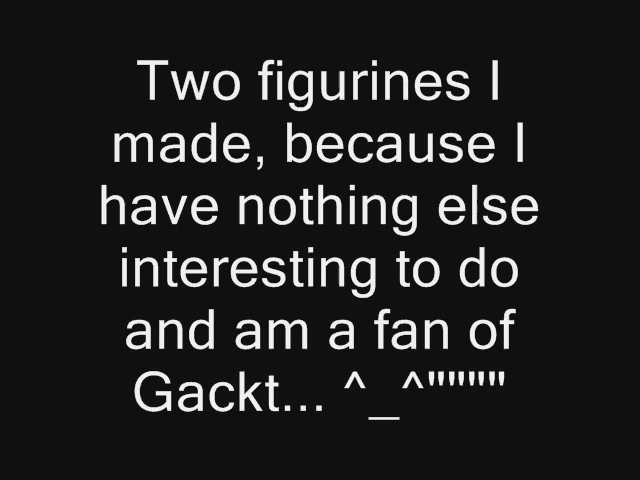 Two figurines I
made, because I
have nothing else
interesting to do
and am a fan of
Gackt... ^_^"""""